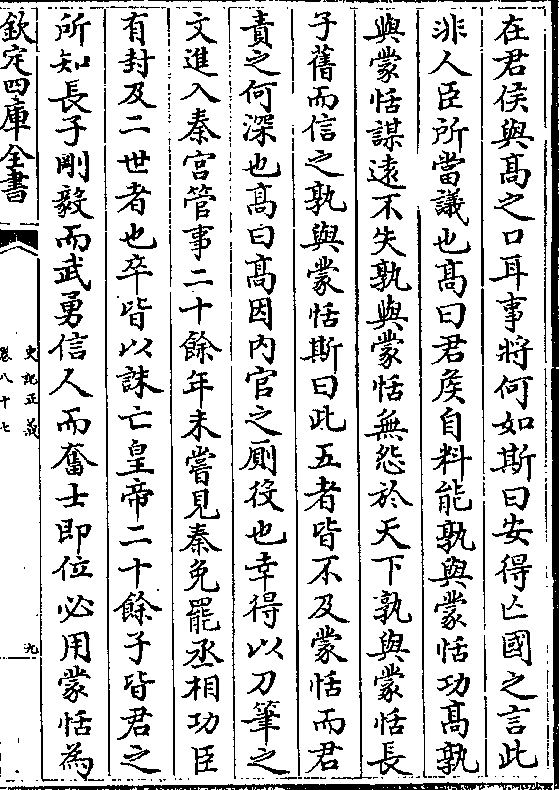 在君侯與髙之口耳事將何如斯曰安得亡國之言此
非人臣所當議也髙曰君侯自料能孰與蒙恬功髙孰
與蒙恬謀遠不失孰與蒙恬無怨於天下孰與蒙恬長
子舊而信之孰與蒙恬斯曰此五者皆不及蒙恬而君
責之何深也髙曰髙因内官之厠役也幸得以刀筆之
文進入秦宫管事二十餘年未嘗見秦免罷丞相功臣
有封及二世者也卒皆以誅亡皇帝二十餘子皆君之
所知長子剛毅而武勇信人而奮士即位必用蒙恬為
欽定四庫全書
史記正義
卷八十七
九